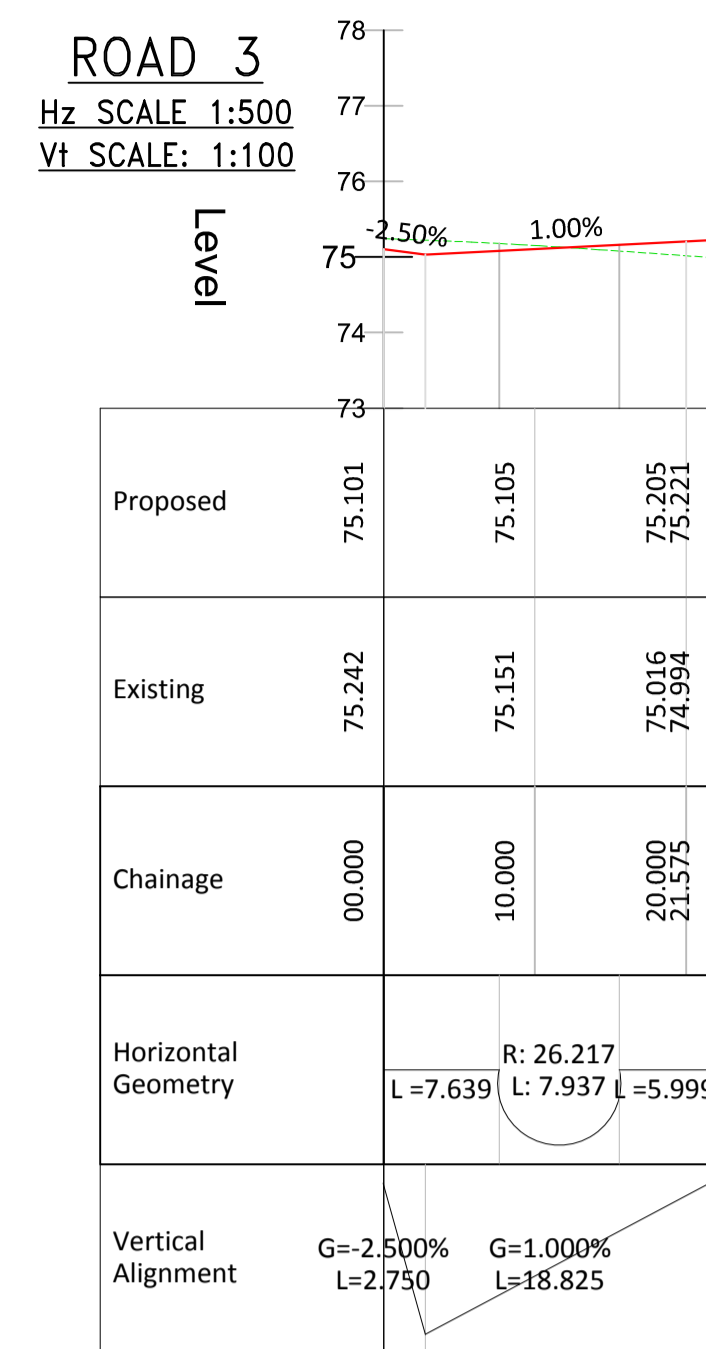 ROAD 3
Hz SCALE 1:500
Vt SCALE: 1:100
Level
78
77
76
75
74
73
-2.50%
1.00%
Proposed
75.101
75.105
75.205
75.221
Existing
75.242
75.151
75.016
74.994
Chainage
00.000
10.000
20.000
21.575
Horizontal
Geometry
L =7.639
R: 26.217
L: 7.937
L =5.999
Vertical
Alignment
G=-2.500%
L=2.750
G=1.000%
L=18.825